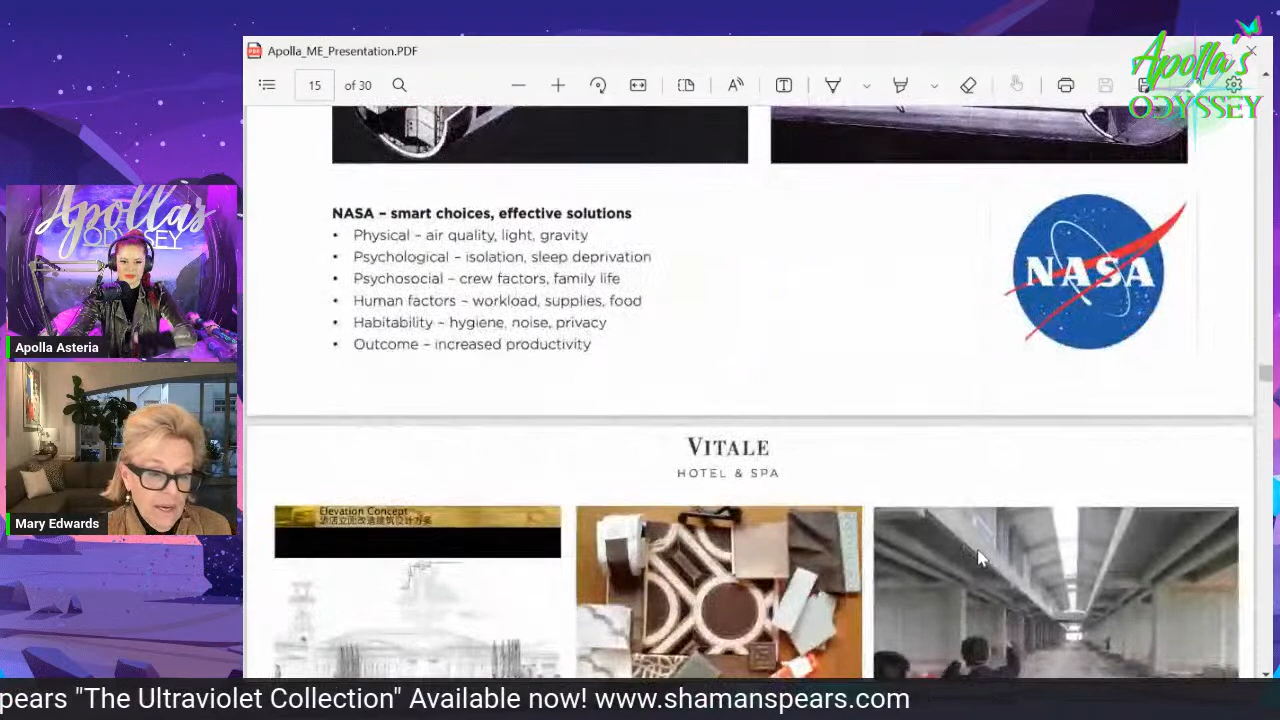 Apolla_ME_Presentation.PDF
15 of 30
Apolla's
ODYSSEY
Apollas
ODYSSEY
Apolla Asteria
Mary Edwards
NASA – smart choices, effective solutions
• Physical – air quality, light, gravity
• Psychological – isolation, sleep deprivation
• Psychosocial – crew factors, family life
• Human factors – workload, supplies, food
• Habitability – hygiene, noise, privacy
• Outcome – increased productivity
NASA
VITALE
HOTEL & SPA
Elevation Concept
pears "The Ultraviolet Collection" Available now! www.shamanspears.com